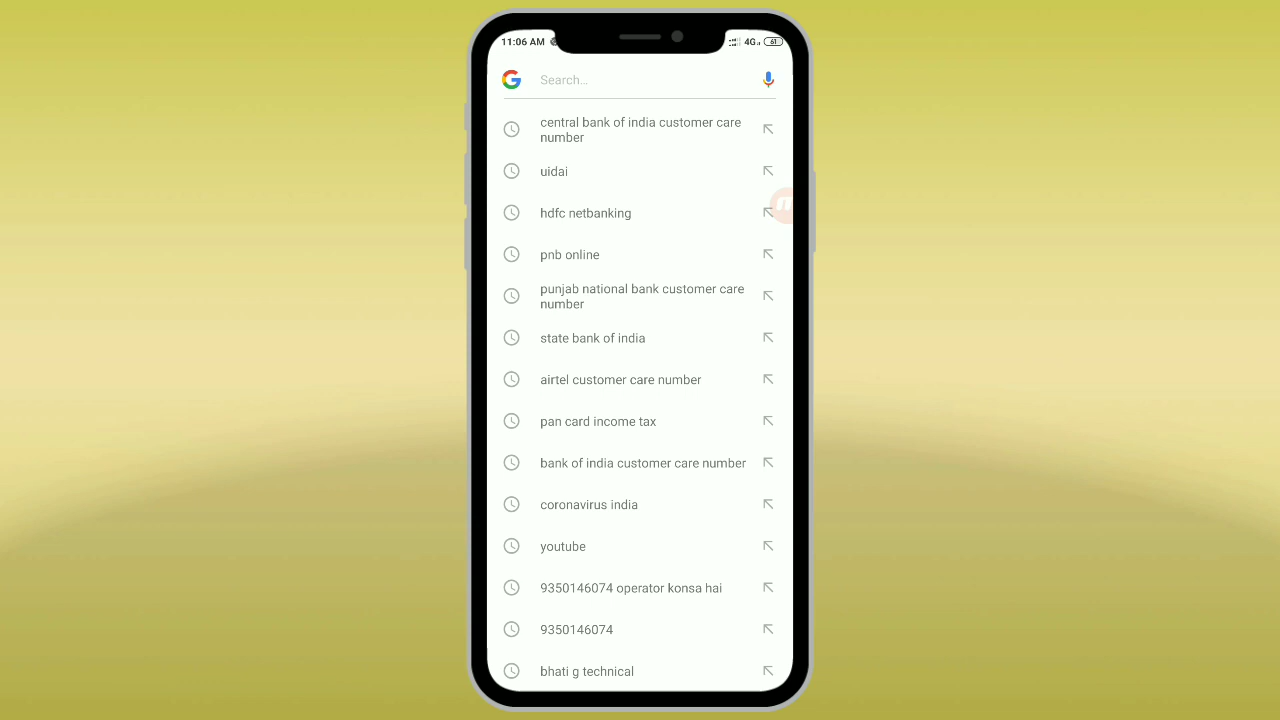 11:06 AM 4G 61
Search...
central bank of india customer care
number
uidai
hdfc netbanking
pnb online
punjab national bank customer care
number
state bank of india
airtel customer care number
pan card income tax
bank of india customer care number
coronavirus india
youtube
9350146074 operator konsa hai
9350146074
bhati g technical